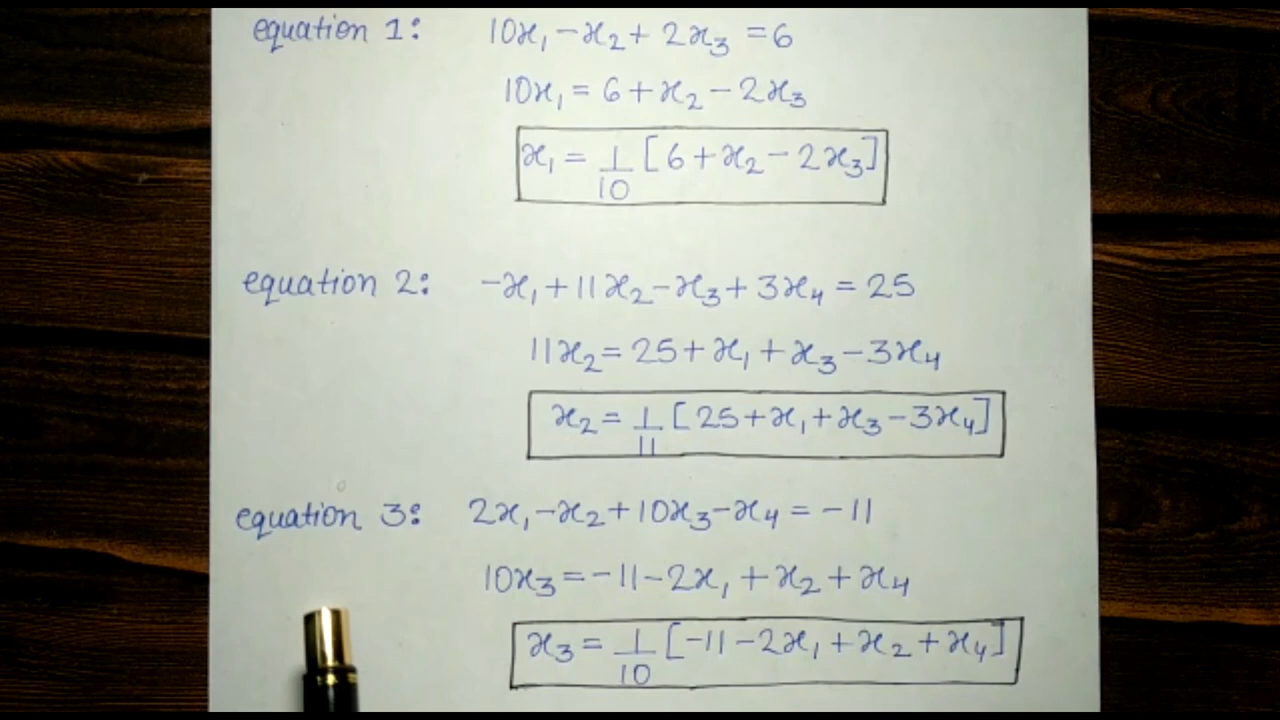 equation 1: 10x₁ - x₂ + 2x₃ = 6
10x₁ = 6 + x₂ - 2x₃
x₁ = 1/10 [6 + x₂ - 2x₃]
equation 2: -x₁ + 11x₂ - x₃ + 3x₄ = 25
11x₂ = 25 + x₁ + x₃ - 3x₄
x₂ = 1/11 [25 + x₁ + x₃ - 3x₄]
equation 3: 2x₁ - x₂ + 10x₃ - x₄ = -11
10x₃ = -11 - 2x₁ + x₂ + x₄
x₃ = 1/10 [-11 - 2x₁ + x₂ + x₄]